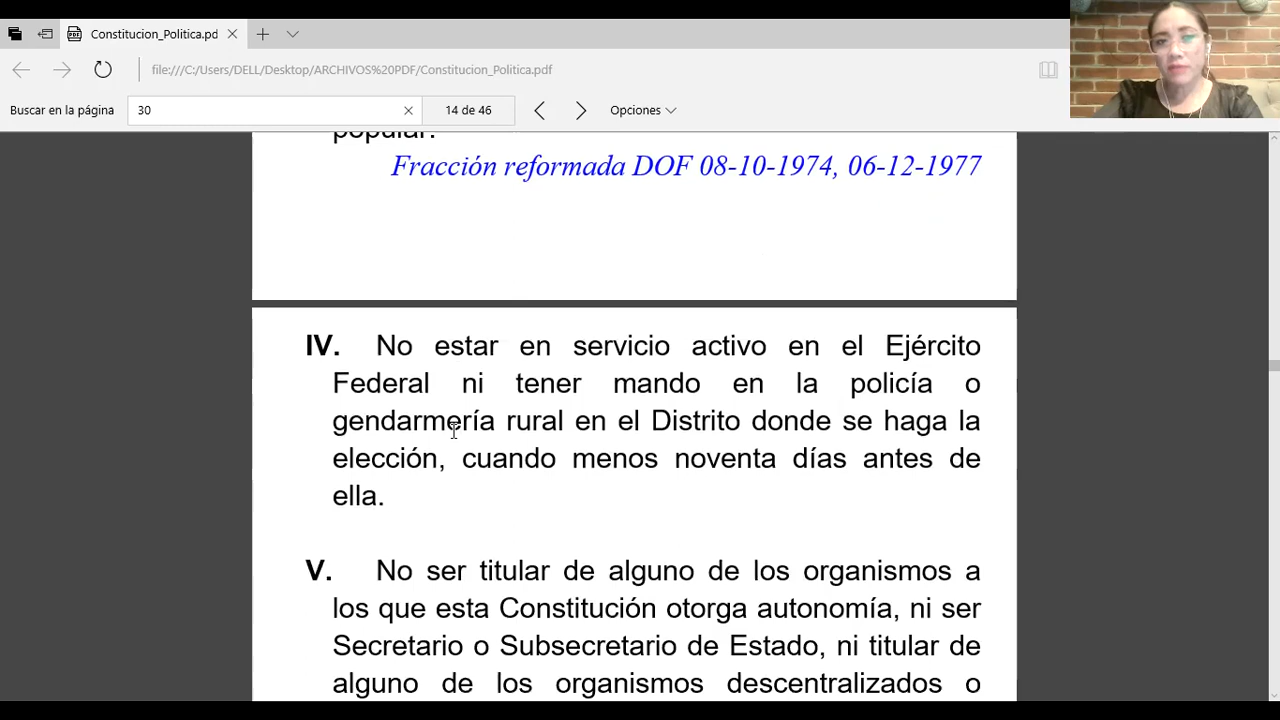 Constitucion_Politica.pd
file:///C:/Users/DELL/Desktop/ARCHIVOS%20PDF/Constitucion_Politica.pdf
Buscar en la página 30 14 de 46 Opciones
popular.
Fracción reformada DOF 08-10-1974, 06-12-1977
IV. No estar en servicio activo en el Ejército
Federal ni tener mando en la policía o
gendarmería rural en el Distrito donde se haga la
elección, cuando menos noventa días antes de
ella.
V. No ser titular de alguno de los organismos a
los que esta Constitución otorga autonomía, ni ser
Secretario o Subsecretario de Estado, ni titular de
alguno de los organismos descentralizados o